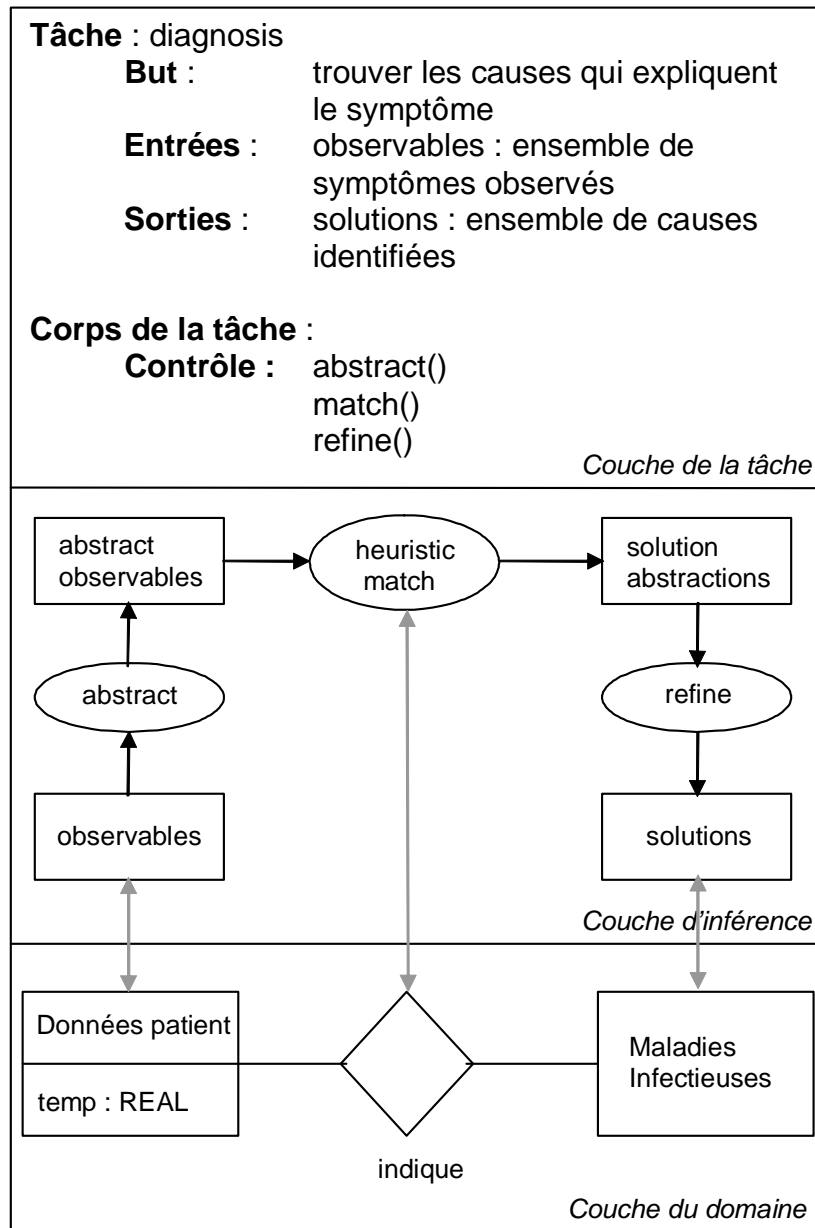 Tâche : diagnosis
But : trouver les causes qui expliquent
le symptôme
Entrées : observables : ensemble de
symptômes observés
Sorties : solutions : ensemble de causes
identifiées
Corps de la tâche :
Contrôle : abstract()
match()
refine()
Couche de la tâche
abstract
observables
heuristic
match
solution
abstractions
abstract
refine
observables
solutions
Couche d'inférence
Données patient
temp : REAL
indique
Maladies
Infectieuses
Couche du domaine